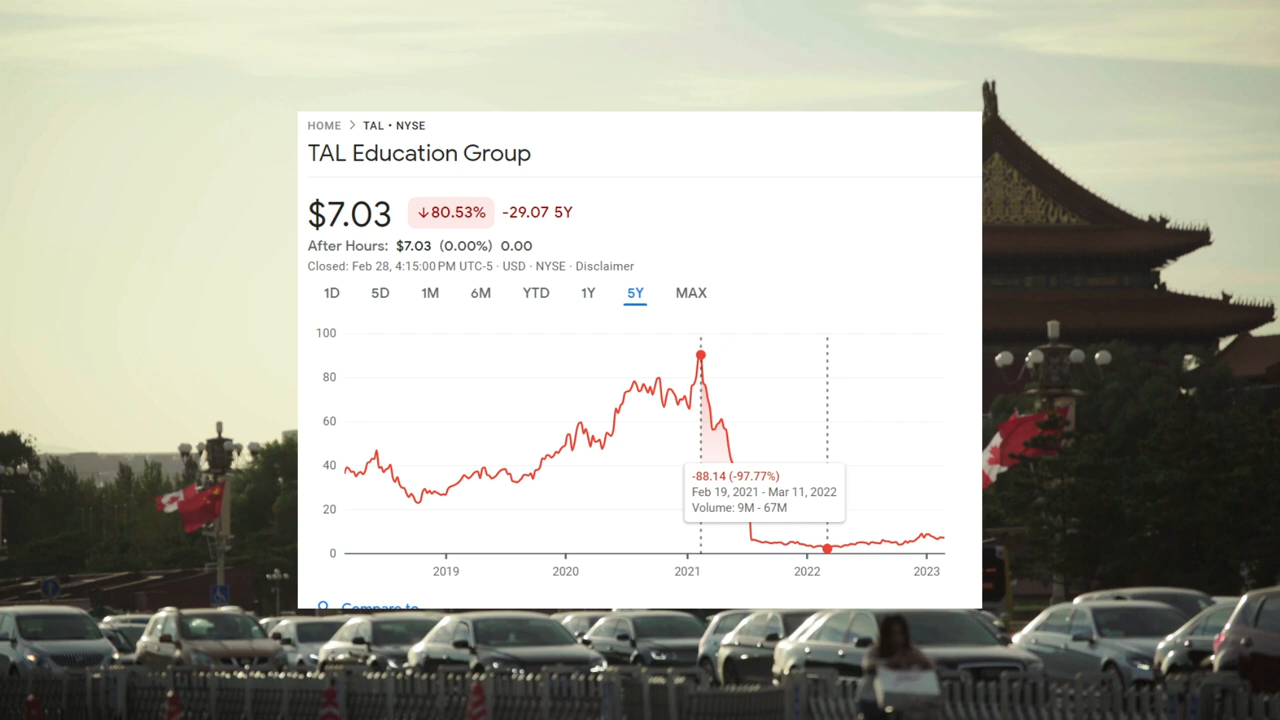 HOME > TAL • NYSE
TAL Education Group
$7.03 ↓80.53% -29.07 5Y
After Hours: $7.03 (0.00%) 0.00
Closed: Feb 28, 4:15:00 PM UTC-5 · USD · NYSE · Disclaimer
1D 5D 1M 6M YTD 1Y 5Y MAX
100
80
60
40
20
0
-88.14 (-97.77%)
Feb 19, 2021 - Mar 11, 2022
Volume: 9M - 67M
2019 2020 2021 2022 2023
Compare to